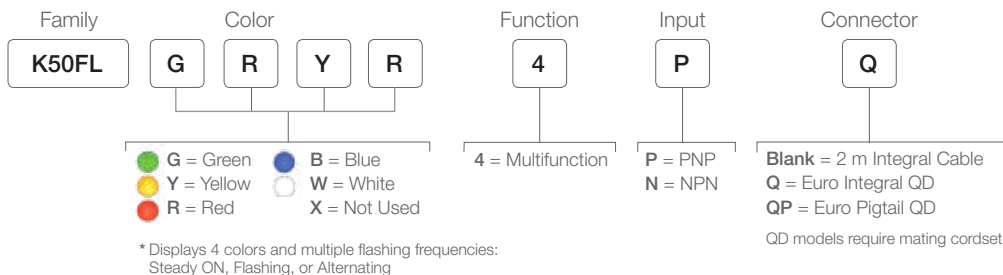 Family Color Function Input Connector
K50FL G R Y R 4 P Q
G = Green B = Blue 4 = Multifunction P = PNP Blank = 2 m Integral Cable
Y = Yellow W = White N = NPN Q = Euro Integral QD
R = Red X = Not Used QP = Euro Pigtail QD
QD models require mating cordset
* Displays 4 colors and multiple flashing frequencies:
Steady ON, Flashing, or Alternating